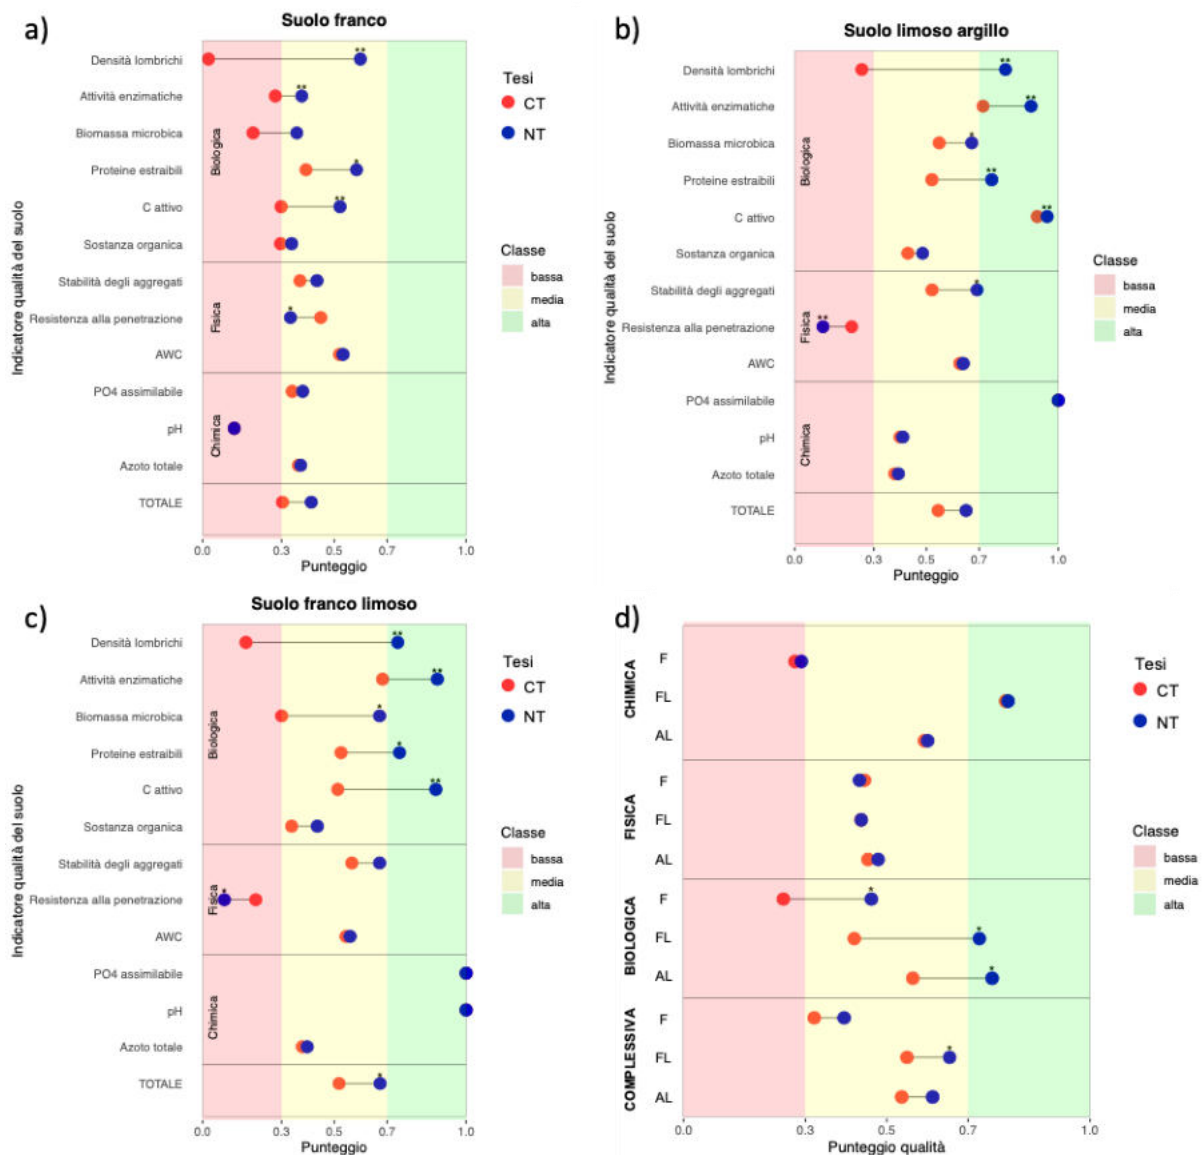 a)
Suolo franco
Indicatore qualità del suolo
Biologica
Densità lombrichi
**
Attività enzimatiche
**
Biomassa microbica
Proteine estraibili
*
C attivo
**
Sostanza organica
Fisica
Stabilità degli aggregati
Resistenza alla penetrazione
*
AWC
Chimica
PO4 assimilabile
pH
Azoto totale
TOTALE
0.0 0.3 0.5 0.7 1.0
Punteggio
Tesi
CT
NT
Classe
bassa
media
alta
b)
Suolo limoso argillo
Indicatore qualità del suolo
Biologica
Densità lombrichi
**
Attività enzimatiche
**
Biomassa microbica
*
Proteine estraibili
**
C attivo
**
Sostanza organica
Fisica
Stabilità degli aggregati
*
Resistenza alla penetrazione
**
AWC
Chimica
PO4 assimilabile
pH
Azoto totale
TOTALE
0.0 0.3 0.5 0.7 1.0
Punteggio
Tesi
CT
NT
Classe
bassa
media
alta
c)
Suolo franco limoso
Indicatore qualità del suolo
Biologica
Densità lombrichi
**
Attività enzimatiche
**
Biomassa microbica
*
Proteine estraibili
*
C attivo
**
Sostanza organica
Fisica
Stabilità degli aggregati
Resistenza alla penetrazione
*
AWC
Chimica
PO4 assimilabile
pH
Azoto totale
TOTALE
*
0.0 0.3 0.5 0.7 1.0
Punteggio
Tesi
CT
NT
Classe
bassa
media
alta
d)
CHIMICA
F
FL
AL
FISICA
F
FL
AL
BIOLOGICA
F
*
FL
*
AL
*
COMPLESSIVA
F
FL
*
AL
0.0 0.3 0.5 0.7 1.0
Punteggio qualità
Tesi
CT
NT
Classe
bassa
media
alta